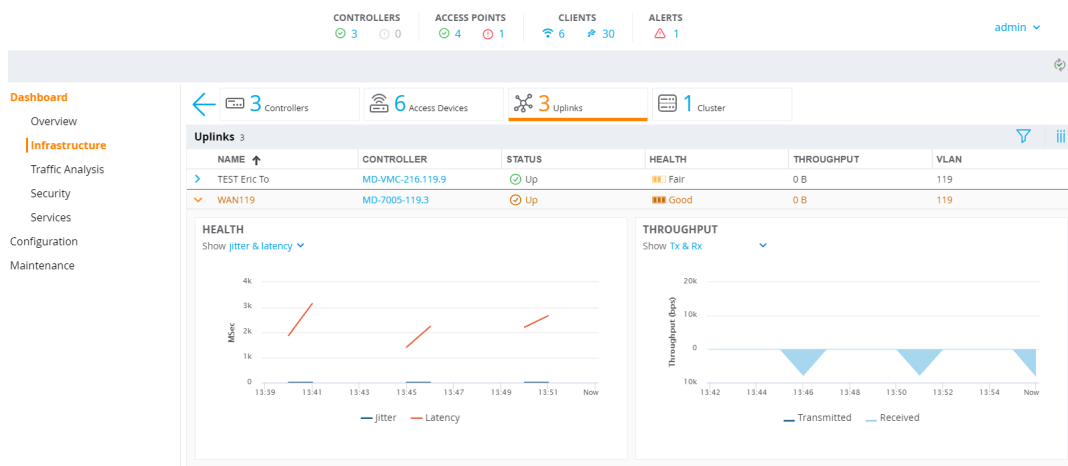 CONTROLLERS ACCESS POINTS CLIENTS ALERTS
3 0 4 1 6 30 1
admin
Dashboard
Overview
Infrastructure
Traffic Analysis
Security
Services
Configuration
Maintenance
3 Controllers 6 Access Devices 3 Uplinks 1 Cluster
Uplinks 3
NAME CONTROLLER STATUS HEALTH THROUGHPUT VLAN
TEST Eric To MD-VMC-216.119.9 Up Fair 0 B 119
WAN119 MD-7005-119.3 Up Good 0 B 119
HEALTH
Show jitter & latency
4k
3k
2k
1k
0
MSec
13:39 13:41 13:43 13:45 13:47 13:49 13:51 Now
Jitter Latency
THROUGHPUT
Show Tx & Rx
20k
10k
0
10k
Throughput (bps)
13:42 13:44 13:46 13:48 13:50 13:52 13:54 Now
Transmitted Received